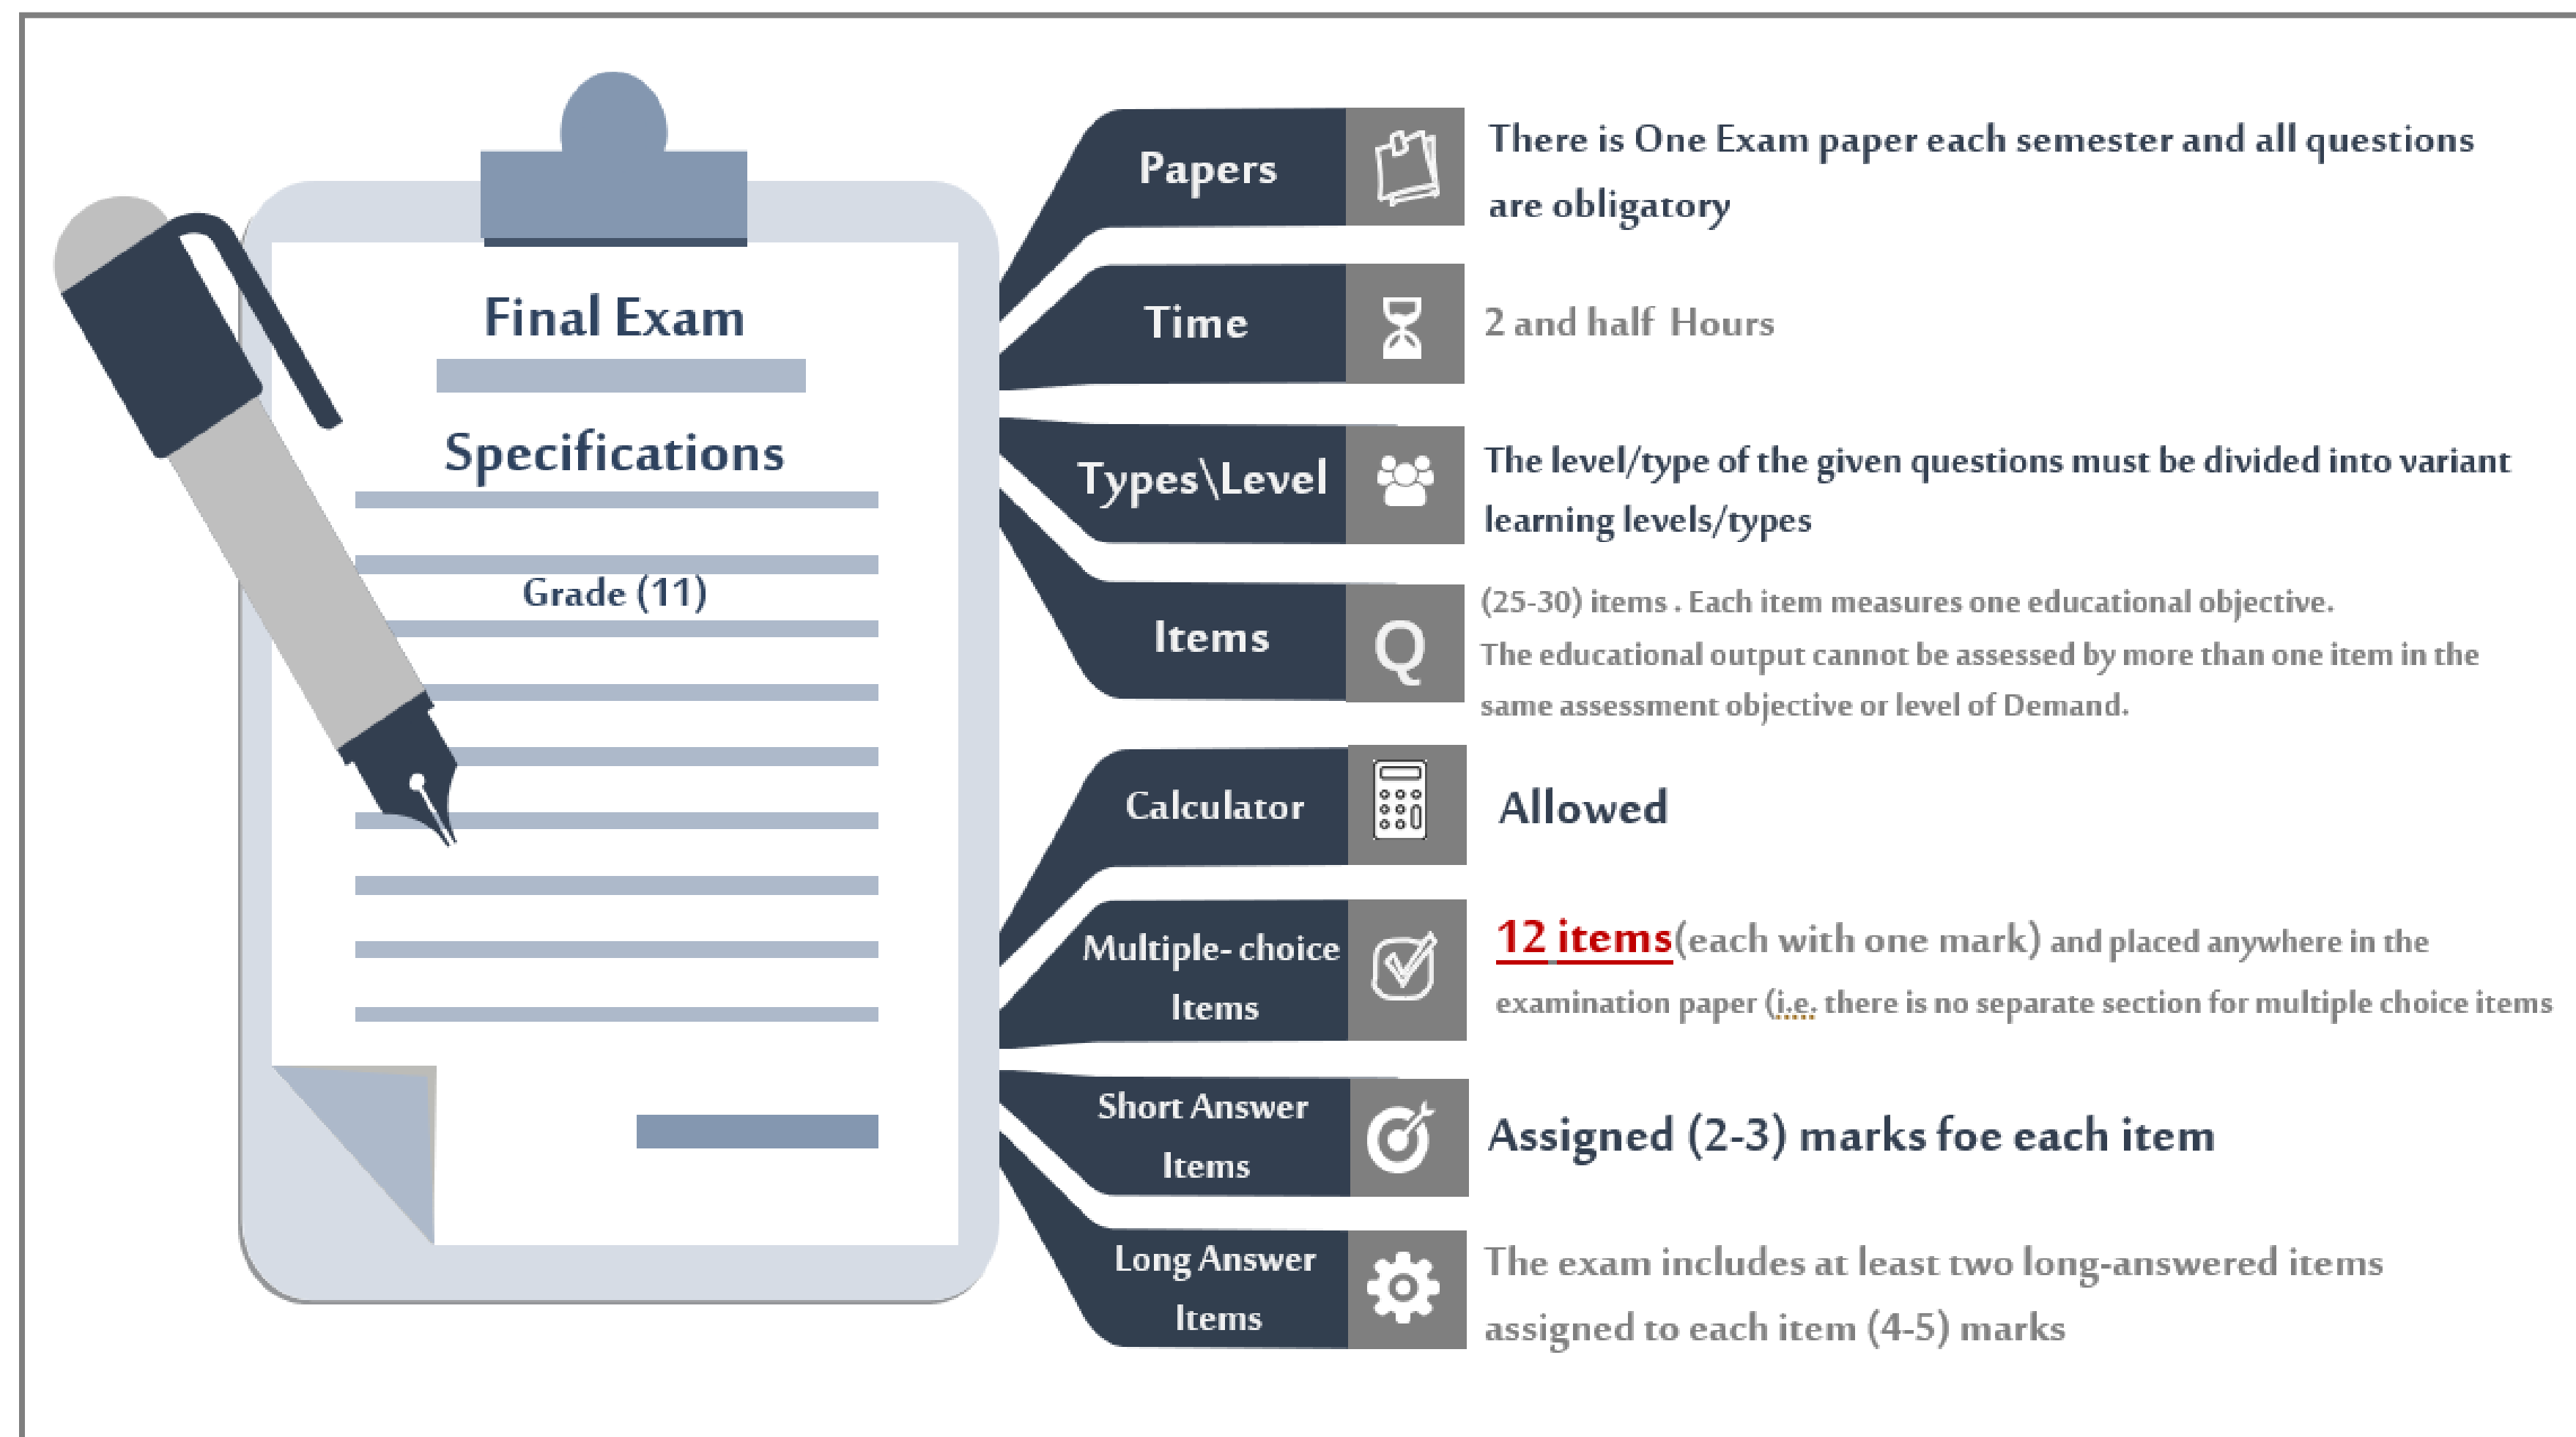 Final Exam
Specifications
Grade (11)
Papers
There is One Exam paper each semester and all questions
are obligatory
Time
2 and half Hours
Types\Level
The level/type of the given questions must be divided into variant
learning levels/types
Items
Q
(25-30) items . Each item measures one educational objective.
The educational output cannot be assessed by more than one item in the
same assessment objective or level of Demand.
Calculator
Allowed
Multiple- choice
Items
12 items(each with one mark) and placed anywhere in the
examination paper (i.e. there is no separate section for multiple choice items
Short Answer
Items
Assigned (2-3) marks foe each item
Long Answer
Items
The exam includes at least two long-answered items
assigned to each item (4-5) marks